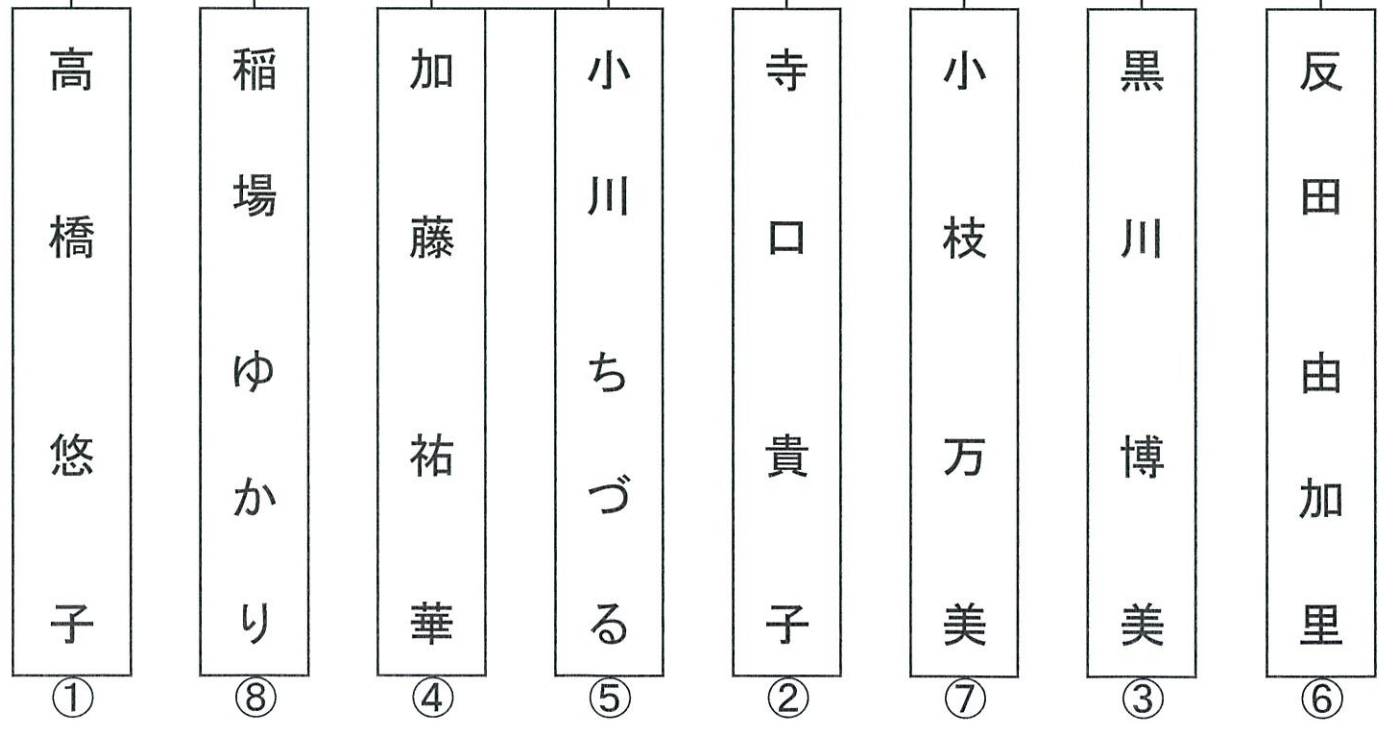 高橋悠子
①
稲場ゆかり
⑧
加藤祐華
④
小川ちづる
⑤
寺口貴子
②
小枝万美
⑦
黒川博美
③
反田由加里
⑥